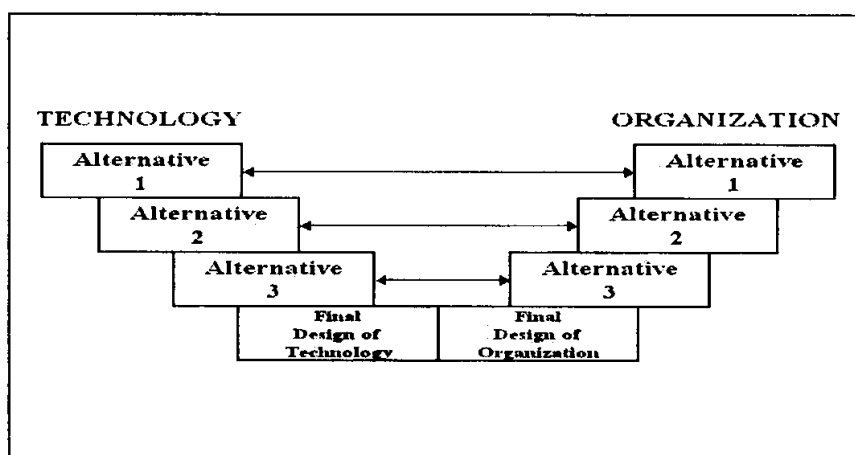 TECHNOLOGY
ORGANIZATION
Alternative
1
Alternative
1
Alternative
2
Alternative
2
Alternative
3
Alternative
3
Final
Design of
Technology
Final
Design of
Organization